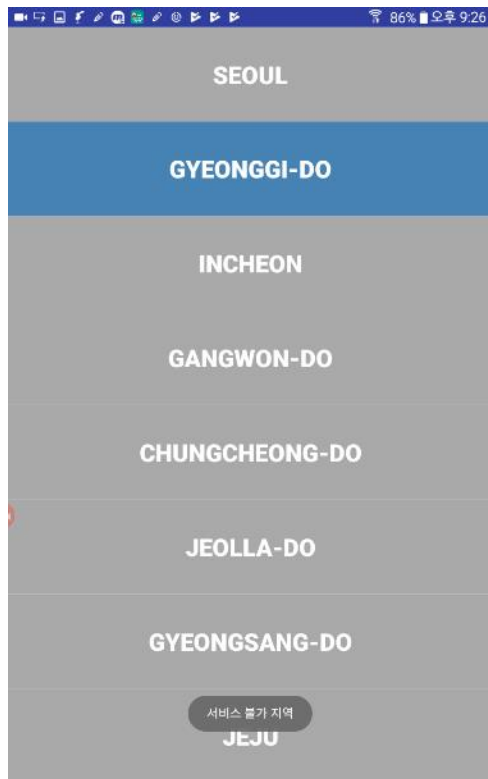 86% 오후 9:26
SEOUL
GYEONGGI-DO
INCHEON
GANGWON-DO
CHUNGCHEONG-DO
JEOLLA-DO
GYEONGSANG-DO
서비스 불가 지역
JEJU